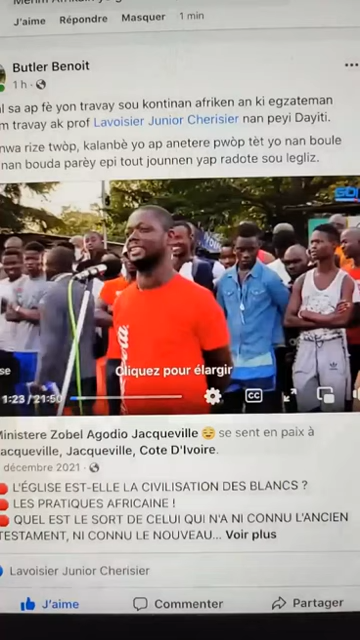 J'aime Répondre Masquer 1 min
Butler Benoit
1 h
l sa ap fè yon travay sou kontinan afriken an ki egzateman
m travay ak prof Lavoisier Junior Cherisier nan peyi Dayiti.
nwa rize twòp, kalanbè yo ap anetere pwòp tèt yo nan boule
nan bouda parèy epi tout jounnen yap radote sou legliz.
se
Cliquez pour élargir
1:23 / 21:50
CC
Ministere Zobel Agodio Jacqueville 😏 se sent en paix à
acqueville, Jacqueville, Cote D'Ivoire.
décembre 2021
L'ÉGLISE EST-ELLE LA CIVILISATION DES BLANCS ?
LES PRATIQUES AFRICAINE !
QUEL EST LE SORT DE CELUI QUI N'A NI CONNU L'ANCIEN
TESTAMENT, NI CONNU LE NOUVEAU... Voir plus
Lavoisier Junior Cherisier
J'aime Commenter Partager